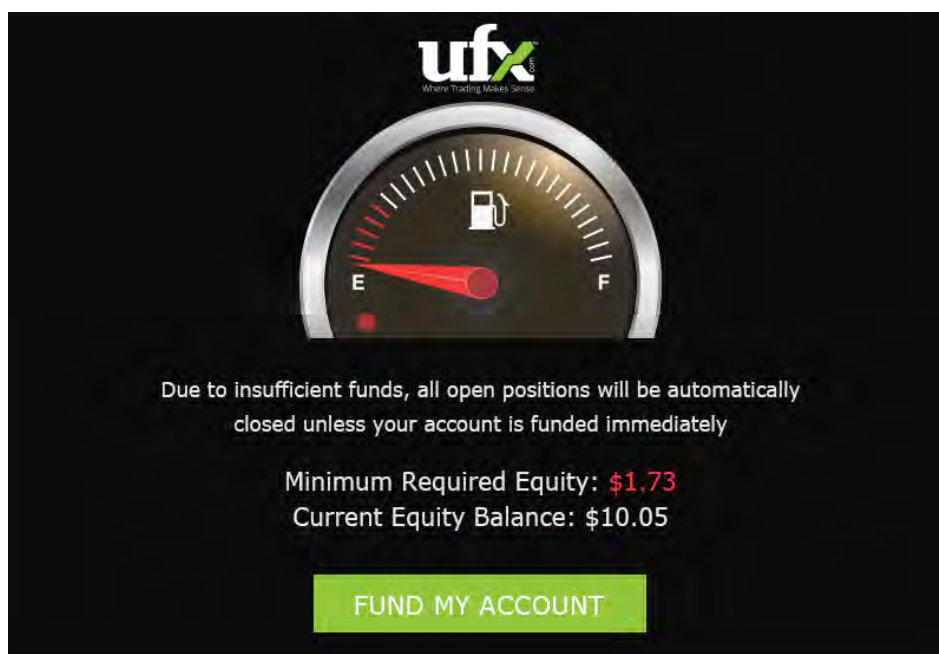 ufx
.com
Where Trading Makes Sense
E
F
Due to insufficient funds, all open positions will be automatically
closed unless your account is funded immediately
Minimum Required Equity: $1.73
Current Equity Balance: $10.05
FUND MY ACCOUNT